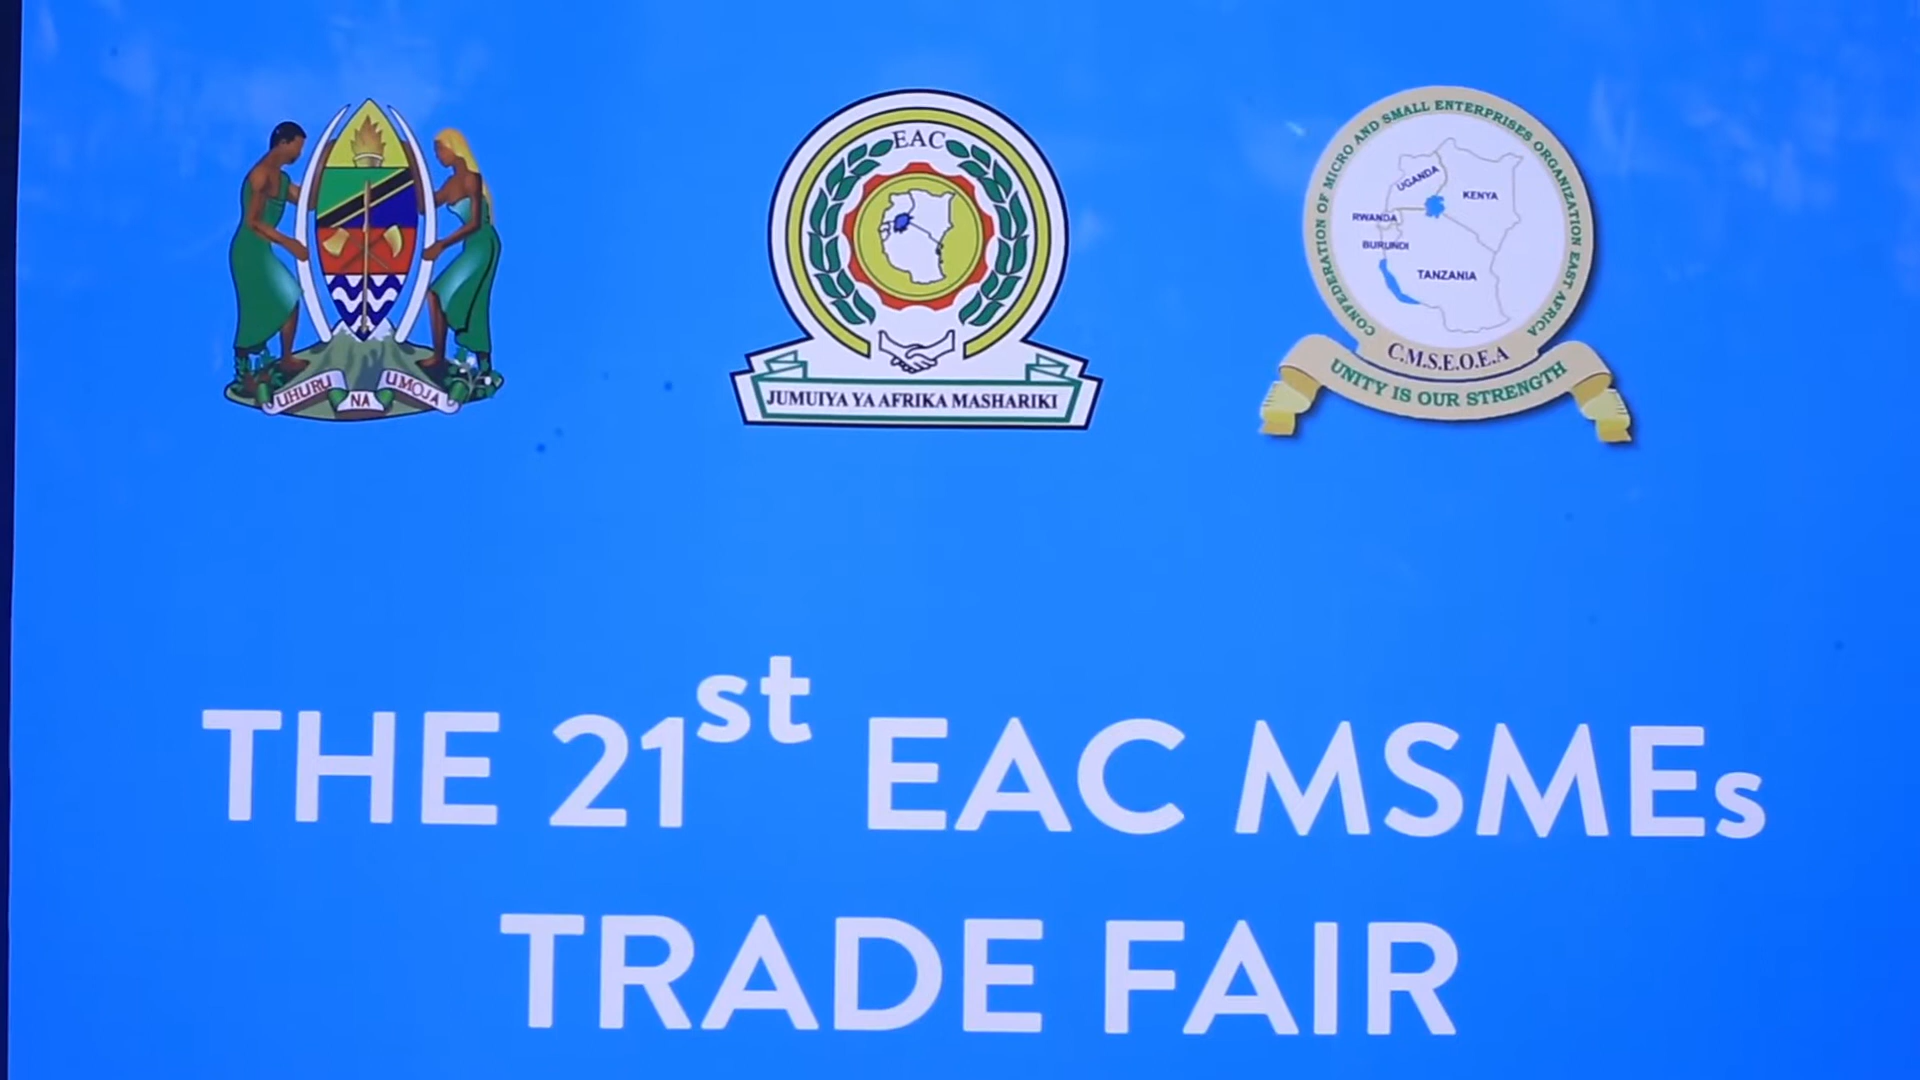 UHURU NA UMOJA
EAC
JUMUIYA YA AFRIKA MASHARIKI
CONFEDERATION OF MICRO AND SMALL ENTERPRISES ORGANIZATION EAST AFRICA
UGANDA
KENYA
RWANDA
BURUNDI
TANZANIA
C.M.S.E.O.E.A
UNITY IS OUR STRENGTH
THE 21st EAC MSMEs
TRADE FAIR